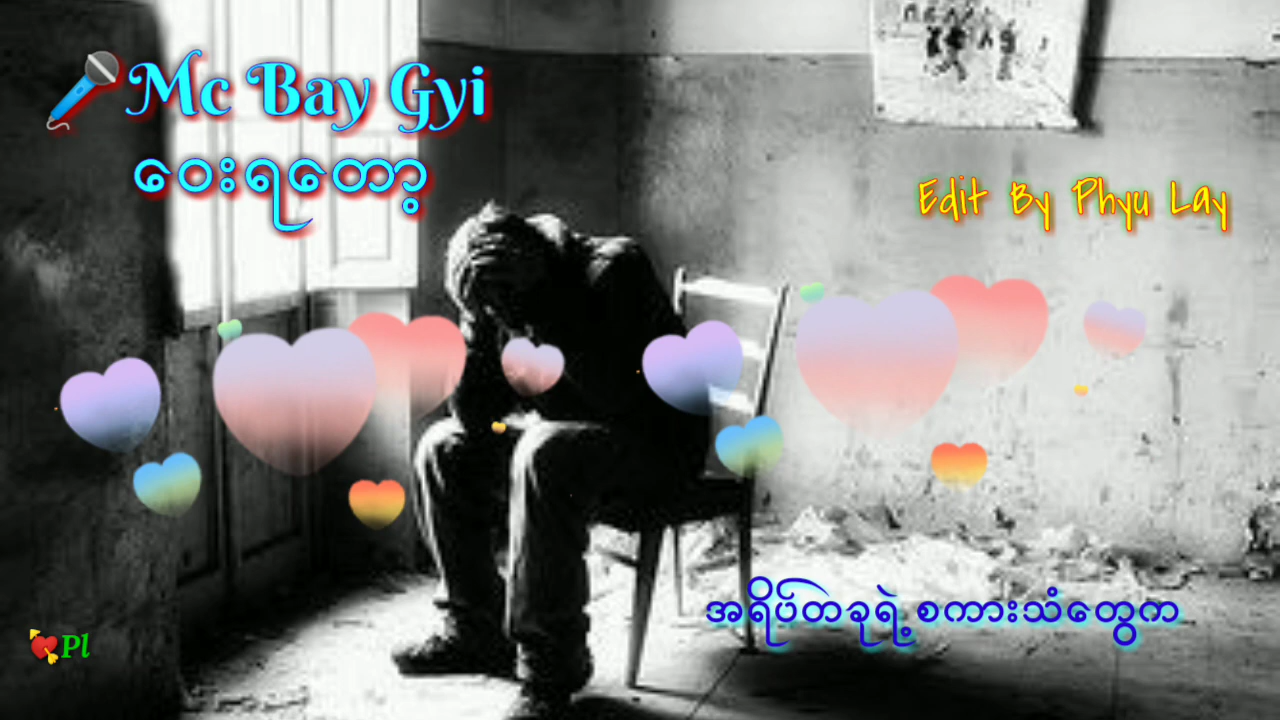 Mc Bay Gyi
ဝေးရတော့
Edit By Phyu Lay
အရိပ်တခုရဲ့စကားသံတွေက
Pl